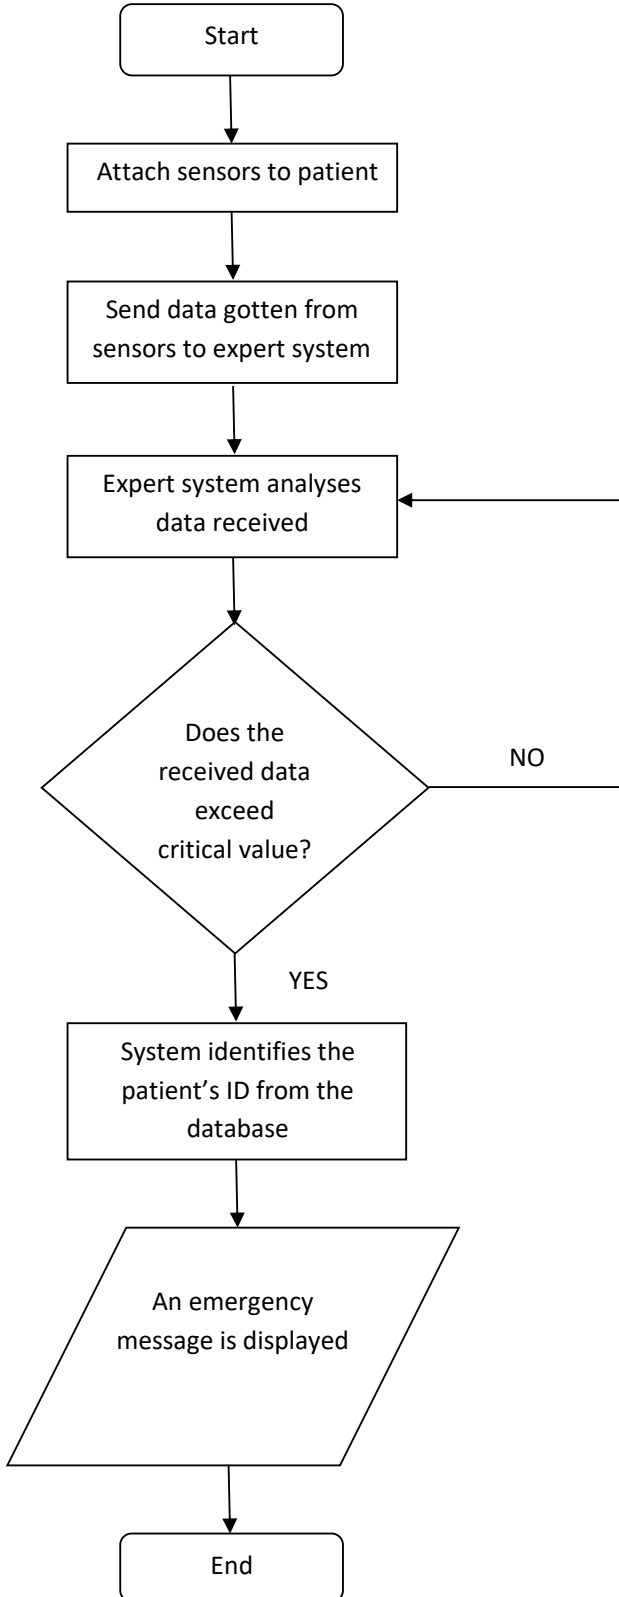 Start
Attach sensors to patient
Send data gotten from
sensors to expert system
Expert system analyses
data received
Does the
received data
exceed
critical value?
NO
YES
System identifies the
patient’s ID from the
database
An emergency
message is displayed
End